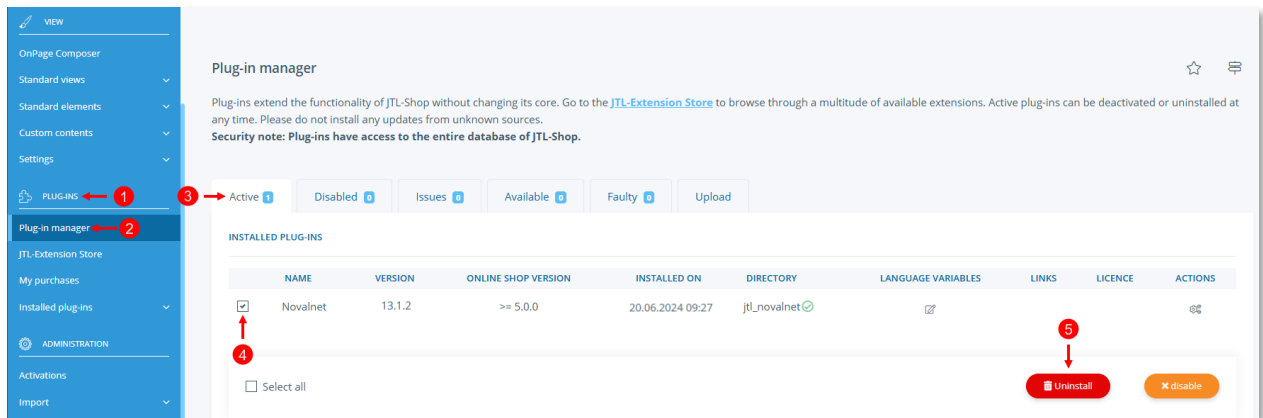 VIEW
OnPage Composer
Standard views
Standard elements
Custom contents
Settings
PLUG-INS 1
Plug-in manager 2
JTL-Extension Store
My purchases
Installed plug-ins
ADMINISTRATION
Activations
Import
Plug-in manager
Plug-ins extend the functionality of JTL-Shop without changing its core. Go to the JTL-Extension Store to browse through a multitude of available extensions. Active plug-ins can be deactivated or uninstalled at
any time. Please do not install any updates from unknown sources.
Security note: Plug-ins have access to the entire database of JTL-Shop.
3 Active 1 Disabled 0 Issues 0 Available 0 Faulty 0 Upload
INSTALLED PLUG-INS
NAME VERSION ONLINE SHOP VERSION INSTALLED ON DIRECTORY LANGUAGE VARIABLES LINKS LICENCE ACTIONS
Novalnet 13.1.2 >= 5.0.0 20.06.2024 09:27 jtl_novalnet
4 5
Select all Uninstall disable